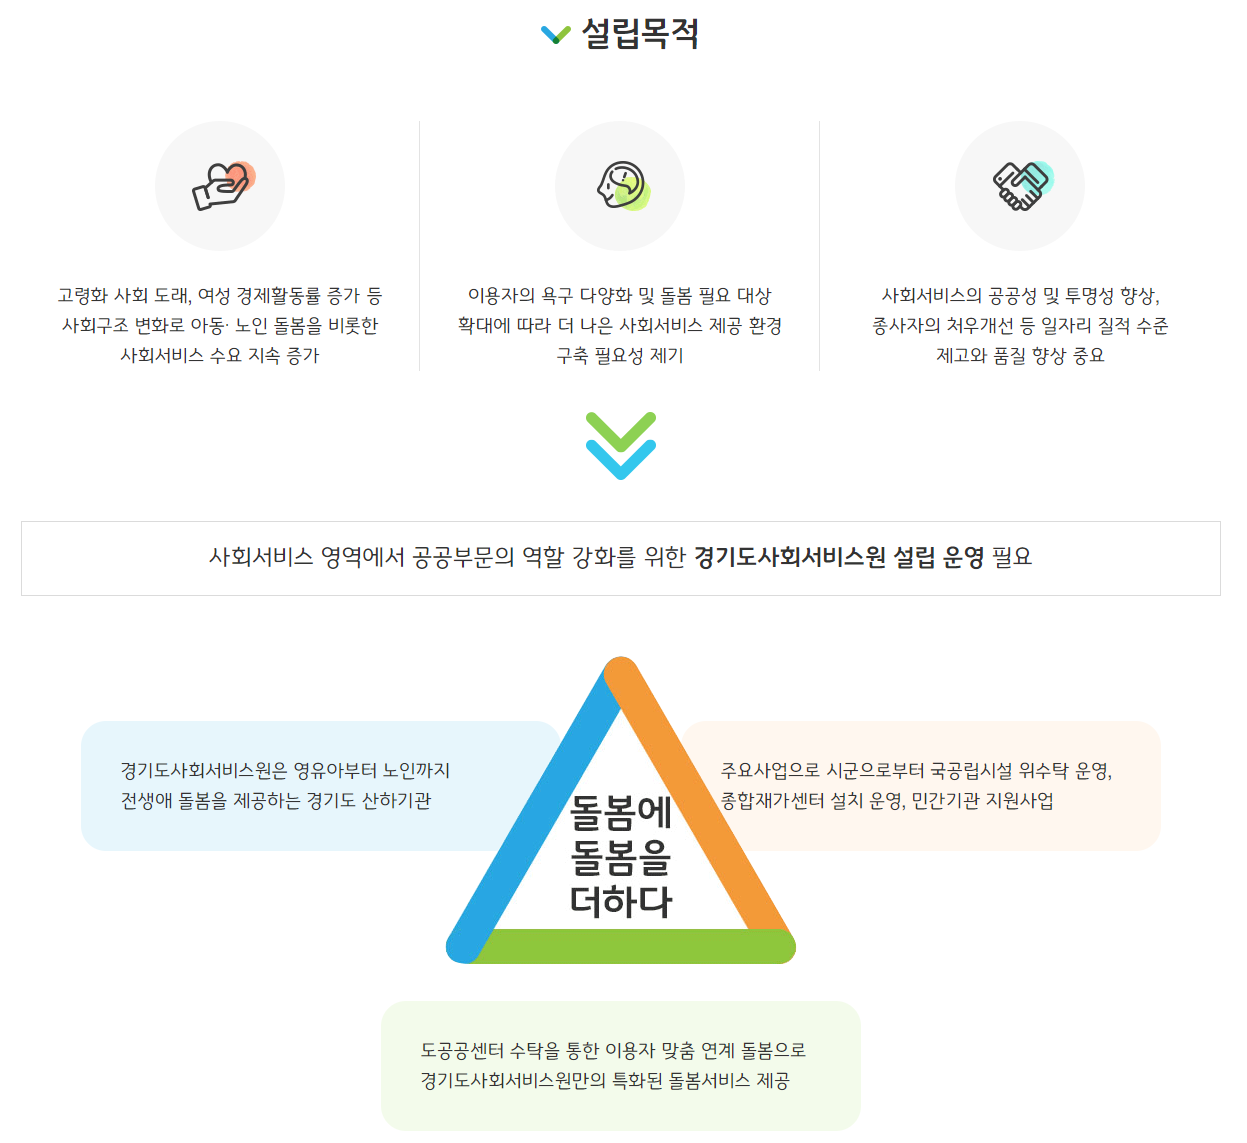 설립목적
고령화 사회 도래, 여성 경제활동률 증가 등
사회구조 변화로 아동· 노인 돌봄을 비롯한
사회서비스 수요 지속 증가
이용자의 욕구 다양화 및 돌봄 필요 대상
확대에 따라 더 나은 사회서비스 제공 환경
구축 필요성 제기
사회서비스의 공공성 및 투명성 향상,
종사자의 처우개선 등 일자리 질적 수준
제고와 품질 향상 중요
사회서비스 영역에서 공공부문의 역할 강화를 위한 경기도사회서비스원 설립 운영 필요
경기도사회서비스원은 영유아부터 노인까지
전생애 돌봄을 제공하는 경기도 산하기관
주요사업으로 시군으로부터 국공립시설 위수탁 운영,
종합재가센터 설치 운영, 민간기관 지원사업
돌봄에
돌봄을
더하다
도공공센터 수탁을 통한 이용자 맞춤 연계 돌봄으로
경기도사회서비스원만의 특화된 돌봄서비스 제공